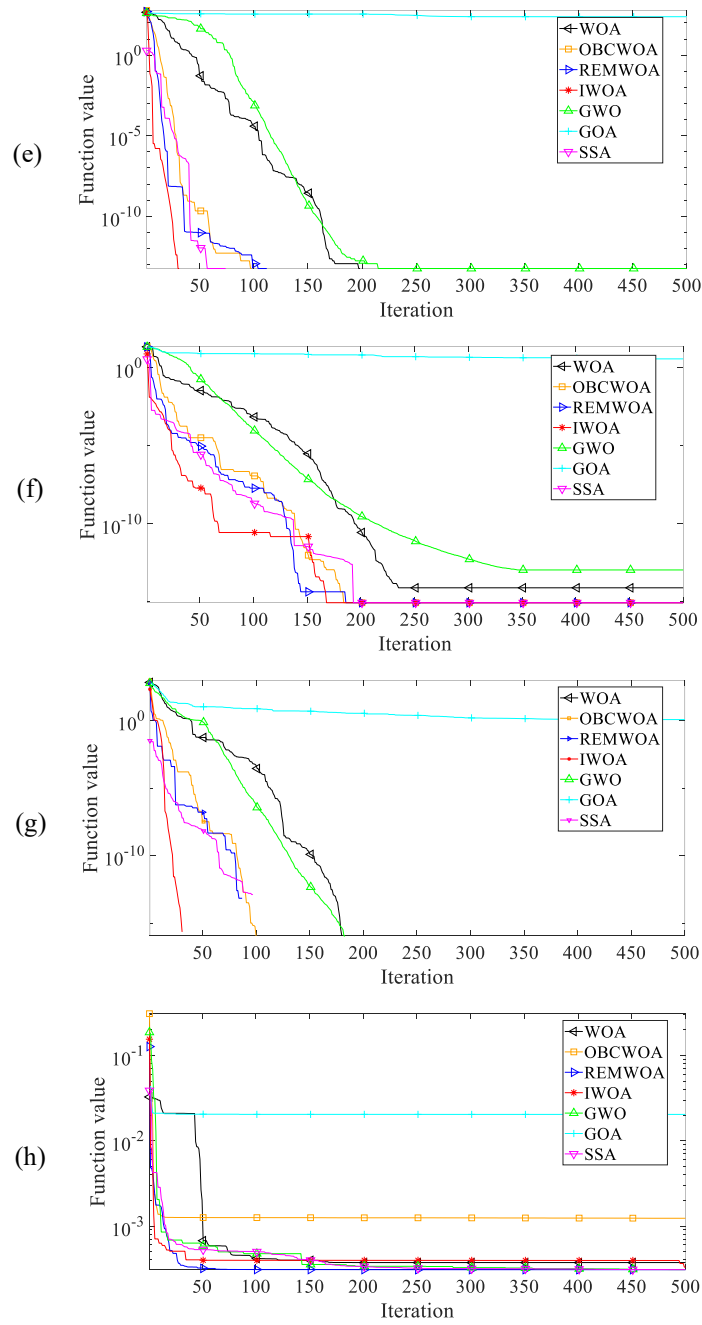 (e)
Function value
10^0
10^-5
10^-10
50 100 150 200 250 300 350 400 450 500
Iteration
WOA
OBCWOA
REMWOA
IWOA
GWO
GOA
SSA
(f)
Function value
10^0
10^-10
50 100 150 200 250 300 350 400 450 500
Iteration
WOA
OBCWOA
REMWOA
IWOA
GWO
GOA
SSA
(g)
Function value
10^0
10^-10
50 100 150 200 250 300 350 400 450 500
Iteration
WOA
OBCWOA
REMWOA
IWOA
GWO
GOA
SSA
(h)
Function value
10^-1
10^-2
10^-3
50 100 150 200 250 300 350 400 450 500
Iteration
WOA
OBCWOA
REMWOA
IWOA
GWO
GOA
SSA